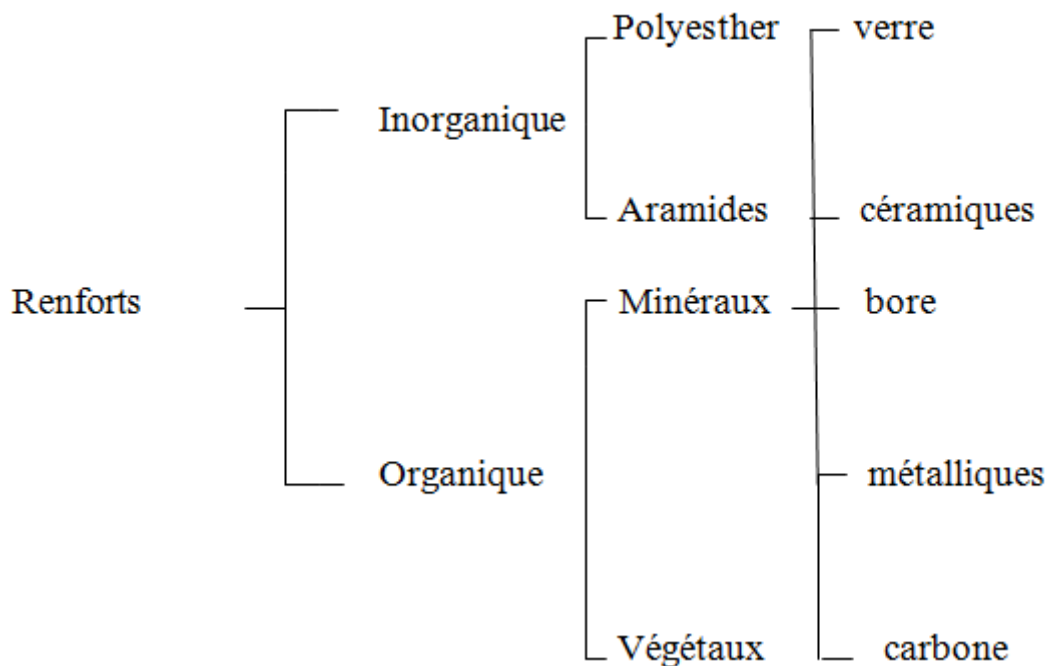 Polyesther verre
Inorganique
Aramides céramiques
Renforts Minéraux bore
Organique métalliques
Végétaux carbone